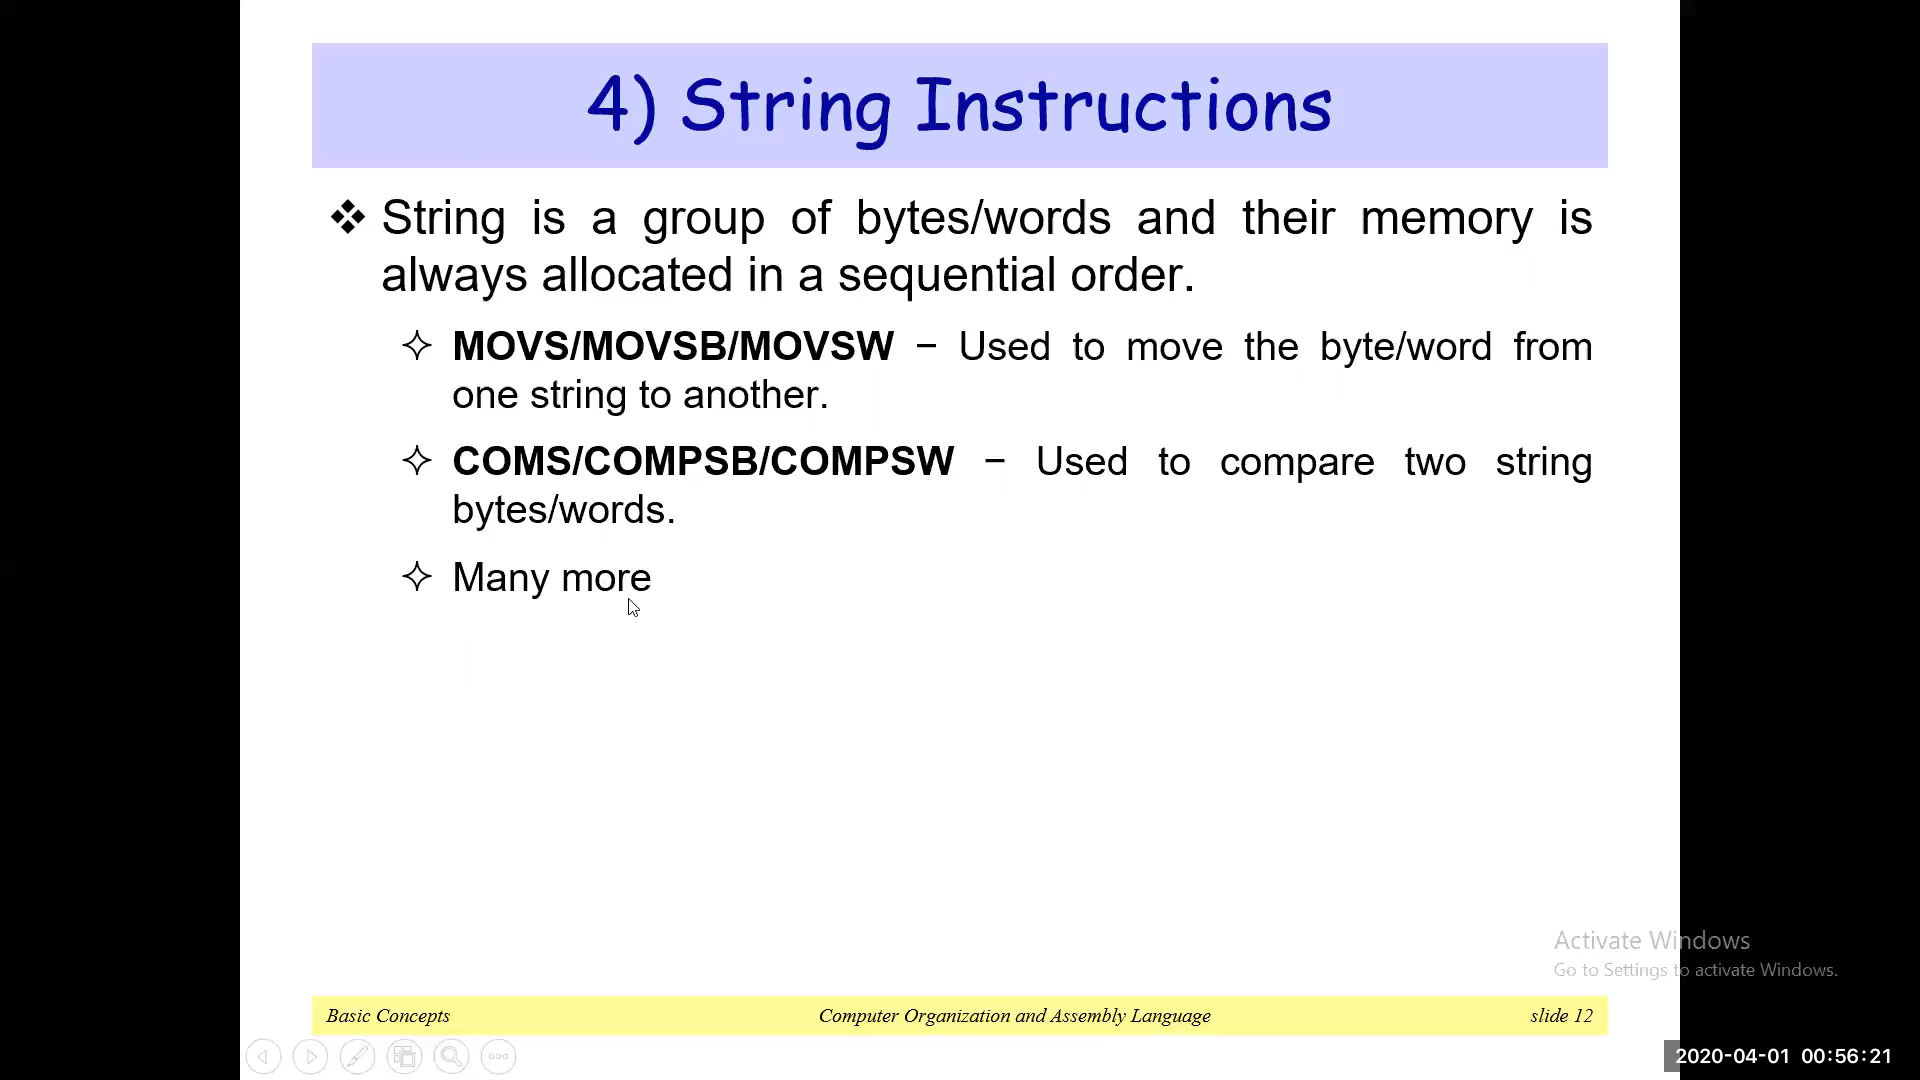 4) String Instructions
❖ String is a group of bytes/words and their memory is
always allocated in a sequential order.
✧ MOVS/MOVSB/MOVSW − Used to move the byte/word from
one string to another.
✧ COMS/COMPSB/COMPSW − Used to compare two string
bytes/words.
✧ Many more
Activate Windows
Go to Settings to activate Windows.
Basic Concepts Computer Organization and Assembly Language slide 12
2020-04-01 00:56:21